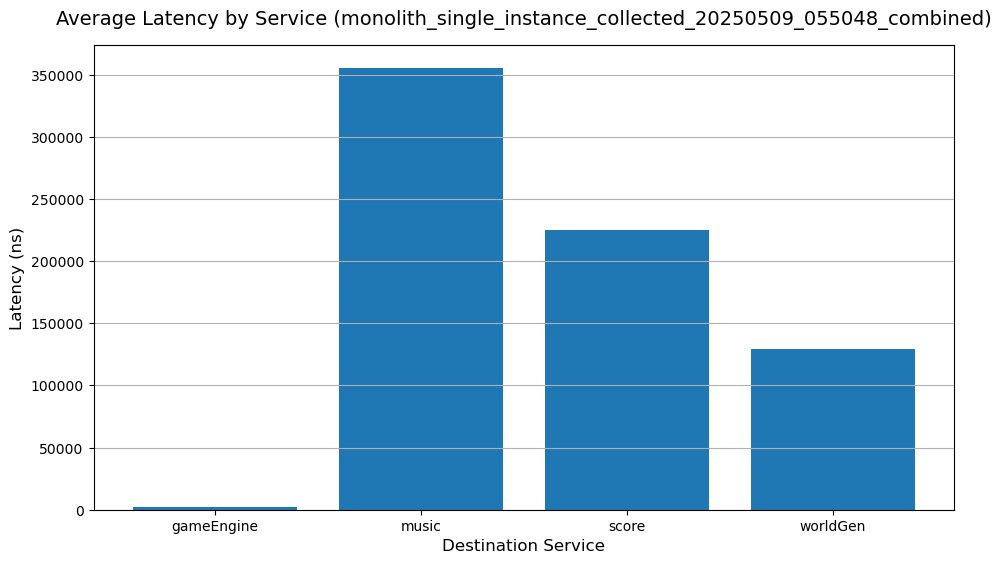 Average Latency by Service (monolith_single_instance_collected_20250509_055048_combined)
350000
300000
250000
200000
150000
100000
50000
0
Latency (ns)
gameEngine music score worldGen
Destination Service